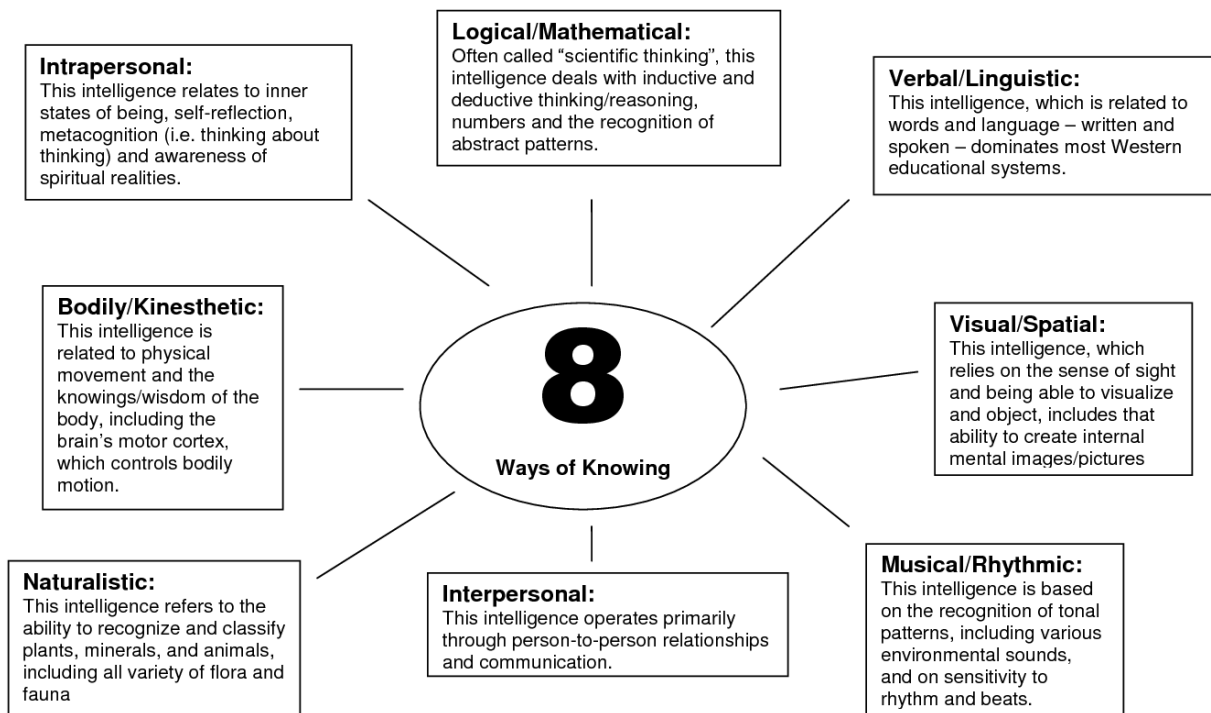 Logical/Mathematical:
Often called “scientific thinking”, this
intelligence deals with inductive and
deductive thinking/reasoning,
numbers and the recognition of
abstract patterns.
Intrapersonal:
This intelligence relates to inner
states of being, self-reflection,
metacognition (i.e. thinking about
thinking) and awareness of
spiritual realities.
Verbal/Linguistic:
This intelligence, which is related to
words and language – written and
spoken – dominates most Western
educational systems.
Bodily/Kinesthetic:
This intelligence is
related to physical
movement and the
knowings/wisdom of the
body, including the
brain’s motor cortex,
which controls bodily
motion.
8
Ways of Knowing
Visual/Spatial:
This intelligence, which
relies on the sense of sight
and being able to visualize
and object, includes that
ability to create internal
mental images/pictures
Naturalistic:
This intelligence refers to the
ability to recognize and classify
plants, minerals, and animals,
including all variety of flora and
fauna
Interpersonal:
This intelligence operates primarily
through person-to-person relationships
and communication.
Musical/Rhythmic:
This intelligence is based
on the recognition of tonal
patterns, including various
environmental sounds,
and on sensitivity to
rhythm and beats.